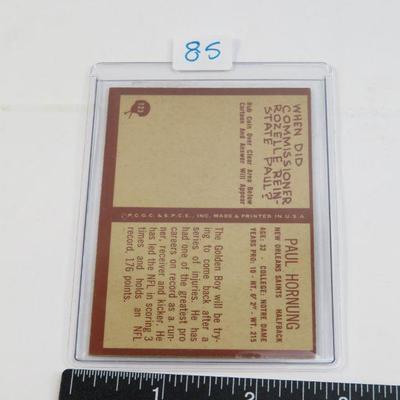 85
123
WHEN DID
COMMISSIONER
ROZELLE REIN-
STATE PAUL?
Rub Coin Over Clear Area Below
Cartoon And Answer Will Appear
P.C.G.C. & S.P.C.E., INC. MADE & PRINTED IN U.S.A.
PAUL HORNUNG
NEW ORLEANS SAINTS HALFBACK
AGE: 32 COLLEGE: NOTRE DAME
YEARS PRO: 10 - HT. 6' 2" - WT. 215
The Golden Boy will be try-
ing to come back after a
series of injuries. He has
had one of the greatest pro
careers on record as a run-
ner, receiver and kicker. He
has led the NFL in scoring 3
times and holds an NFL
record, 176 points.
1
2
3